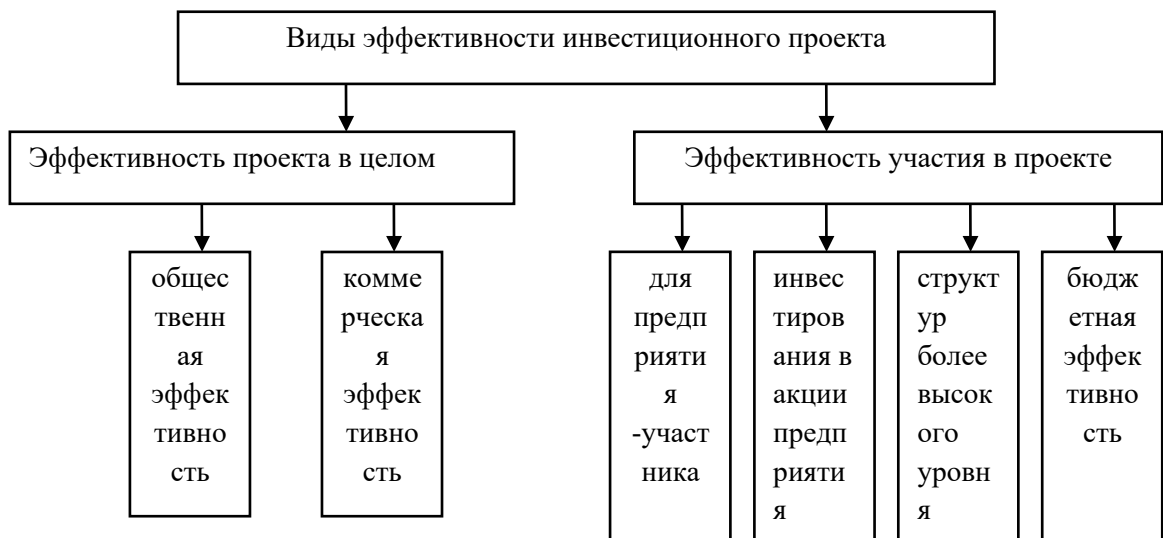 Виды эффективности инвестиционного проекта
Эффективность проекта в целом
Эффективность участия в проекте
общес
твенн
ая
эффек
тивно
сть
комме
рческа
я
эффек
тивно
сть
для
предп
рияти
я
-участ
ника
инвес
тиров
ания в
акции
предп
рияти
я
структ
ур
более
высок
ого
уровн
я
бюдж
етная
эффек
тивно
сть